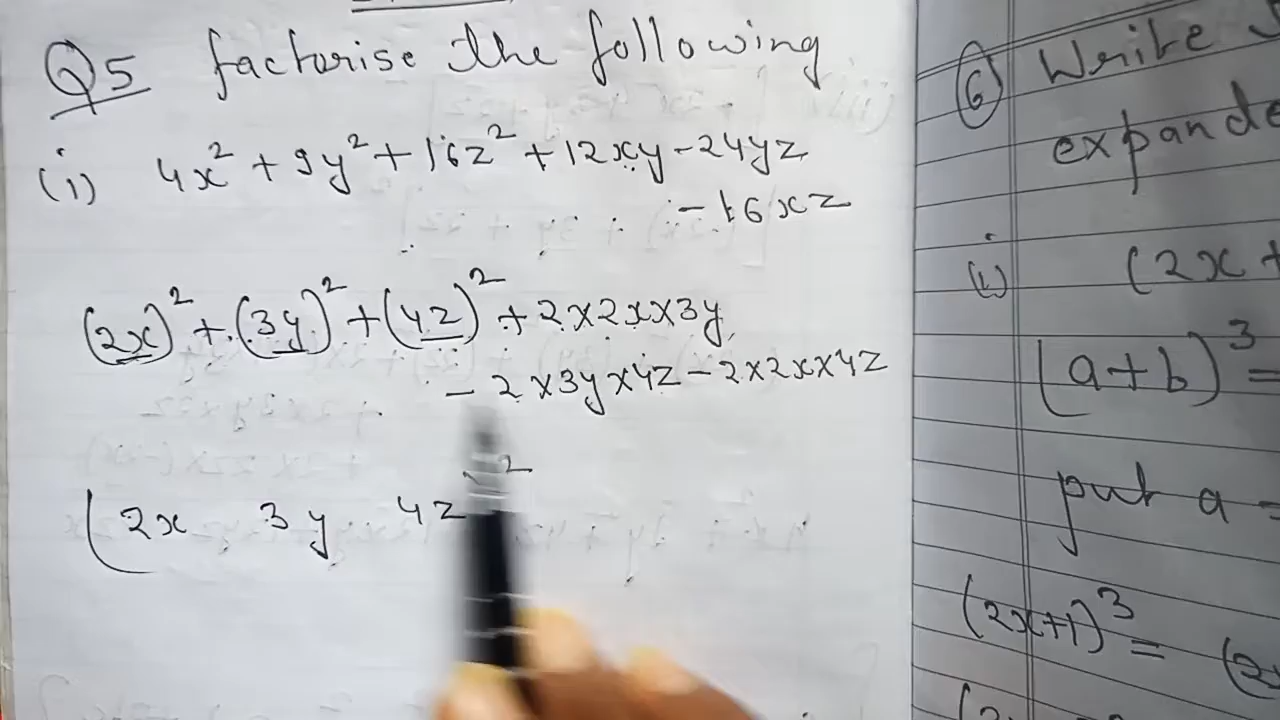 Q5 factorise the following
(i) 4x² + 9y² + 16z² + 12xy - 24yz
- 16xz
(2x)² + (3y)² + (4z)² + 2×2x×3y
- 2×3y×4z - 2×2x×4z
(2x 3y 4z ²
(6) Write
expande
(i) (2x +
(a+b)³ =
put a =
(2x+1)³ = (2